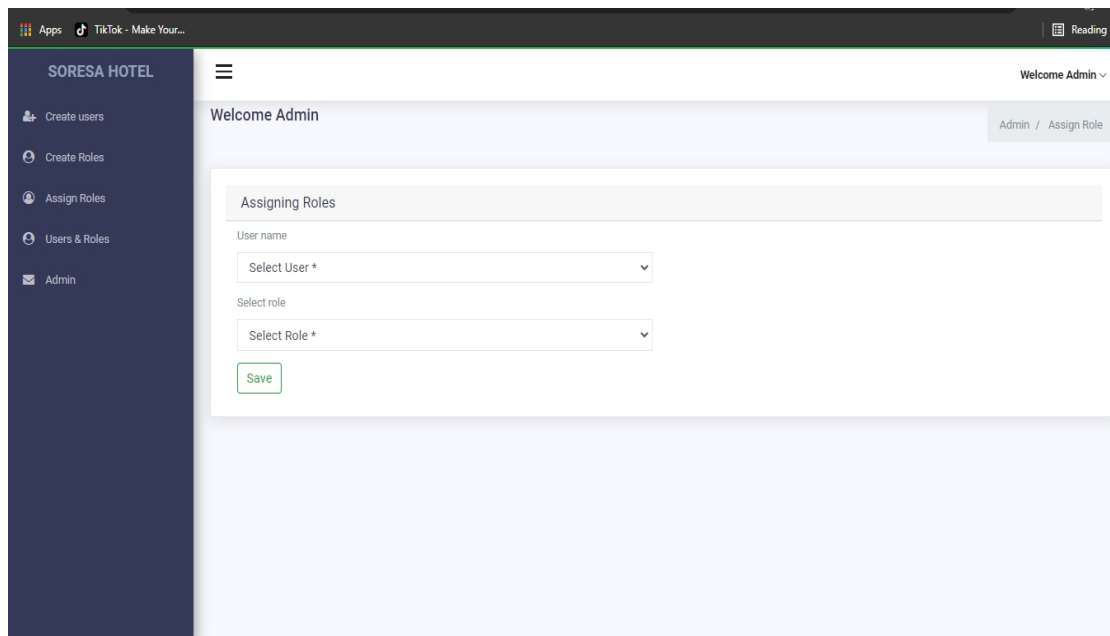 Apps TikTok - Make Your...
Reading
SORESA HOTEL
Welcome Admin
Create users
Create Roles
Assign Roles
Users & Roles
Admin
Welcome Admin
Admin / Assign Role
Assigning Roles
User name
Select User *
Select role
Select Role *
Save